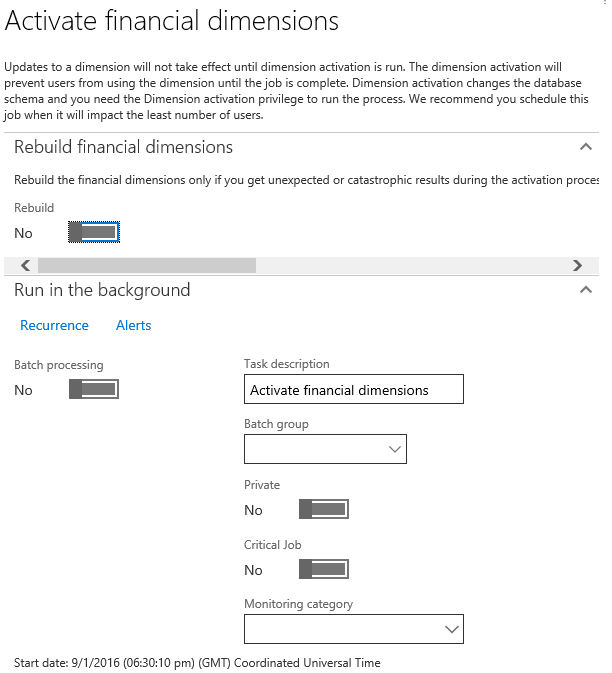 Activate financial dimensions
Updates to a dimension will not take effect until dimension activation is run. The dimension activation will
prevent users from using the dimension until the job is complete. Dimension activation changes the database
schema and you need the Dimension activation privilege to run the process. We recommend you schedule this
job when it will impact the least number of users.
Rebuild financial dimensions
Rebuild the financial dimensions only if you get unexpected or catastrophic results during the activation proces
Rebuild
No
Run in the background
Recurrence Alerts
Batch processing
No
Task description
Activate financial dimensions
Batch group
Private
No
Critical Job
No
Monitoring category
Start date: 9/1/2016 (06:30:10 pm) (GMT) Coordinated Universal Time